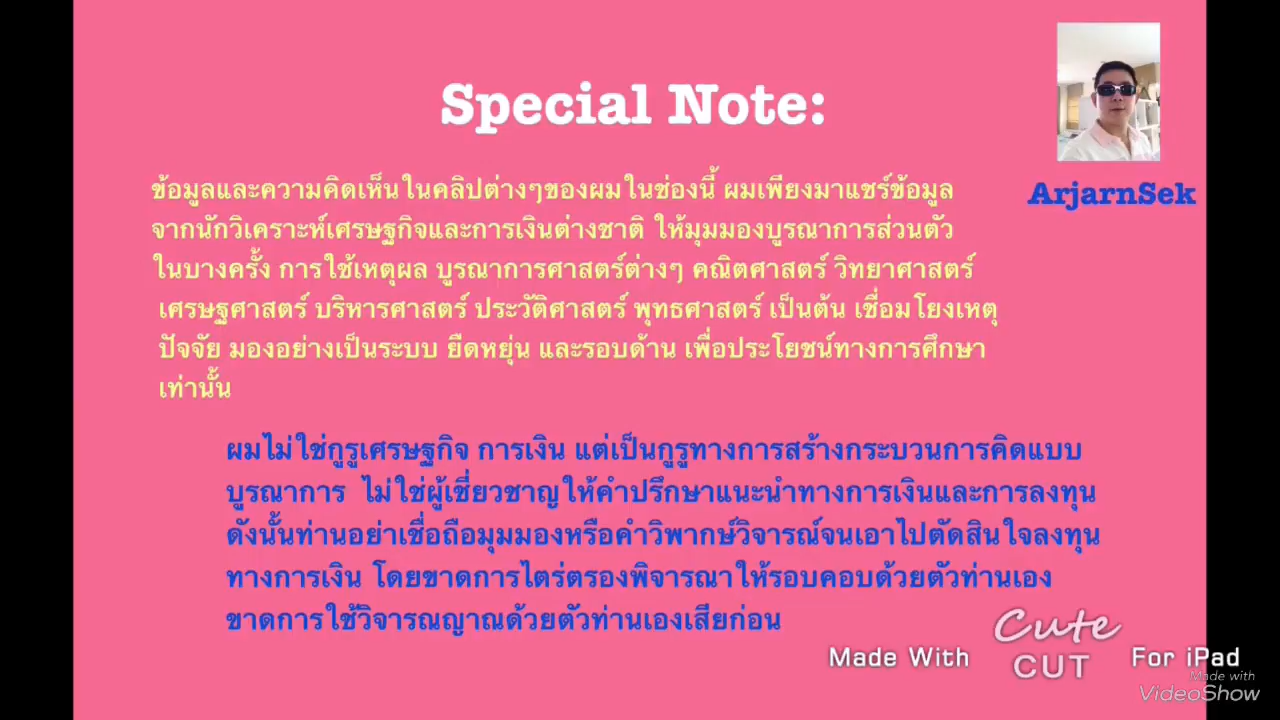 Special Note:
ArjarnSek
ข้อมูลและความคิดเห็นในคลิปต่างๆของผมในช่องนี้ ผมเพียงมาแชร์ข้อมูล
จากนักวิเคราะห์เศรษฐกิจและการเงินต่างชาติ ให้มุมมองบูรณาการส่วนตัว
ในบางครั้ง การใช้เหตุผล บูรณาการศาสตร์ต่างๆ คณิตศาสตร์ วิทยาศาสตร์
เศรษฐศาสตร์ บริหารศาสตร์ ประวัติศาสตร์ พุทธศาสตร์ เป็นต้น เชื่อมโยงเหตุ
ปัจจัย มองอย่างเป็นระบบ ยืดหยุ่น และรอบด้าน เพื่อประโยชน์ทางการศึกษา
เท่านั้น
ผมไม่ใช่กูรูเศรษฐกิจ การเงิน แต่เป็นกูรูทางการสร้างกระบวนการคิดแบบ
บูรณาการ ไม่ใช่ผู้เชี่ยวชาญให้คำปรึกษาแนะนำทางการเงินและการลงทุน
ดังนั้นท่านอย่าเชื่อถือมุมมองหรือคำวิพากษ์วิจารณ์จนเอาไปตัดสินใจลงทุน
ทางการเงิน โดยขาดการไตร่ตรองพิจารณาให้รอบคอบด้วยตัวท่านเอง
ขาดการใช้วิจารณญาณด้วยตัวท่านเองเสียก่อน
Made With Cute CUT For iPad
Made with
VideoShow